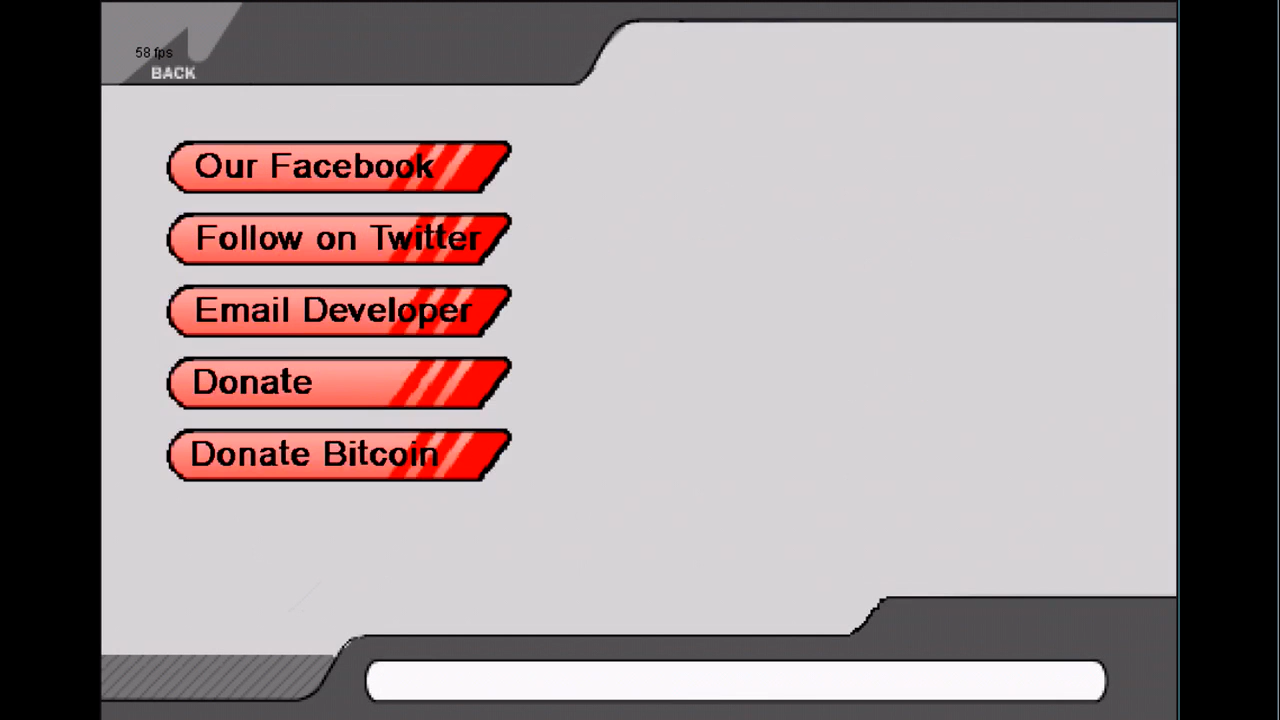 58 fps
BACK
Our Facebook
Follow on Twitter
Email Developer
Donate
Donate Bitcoin